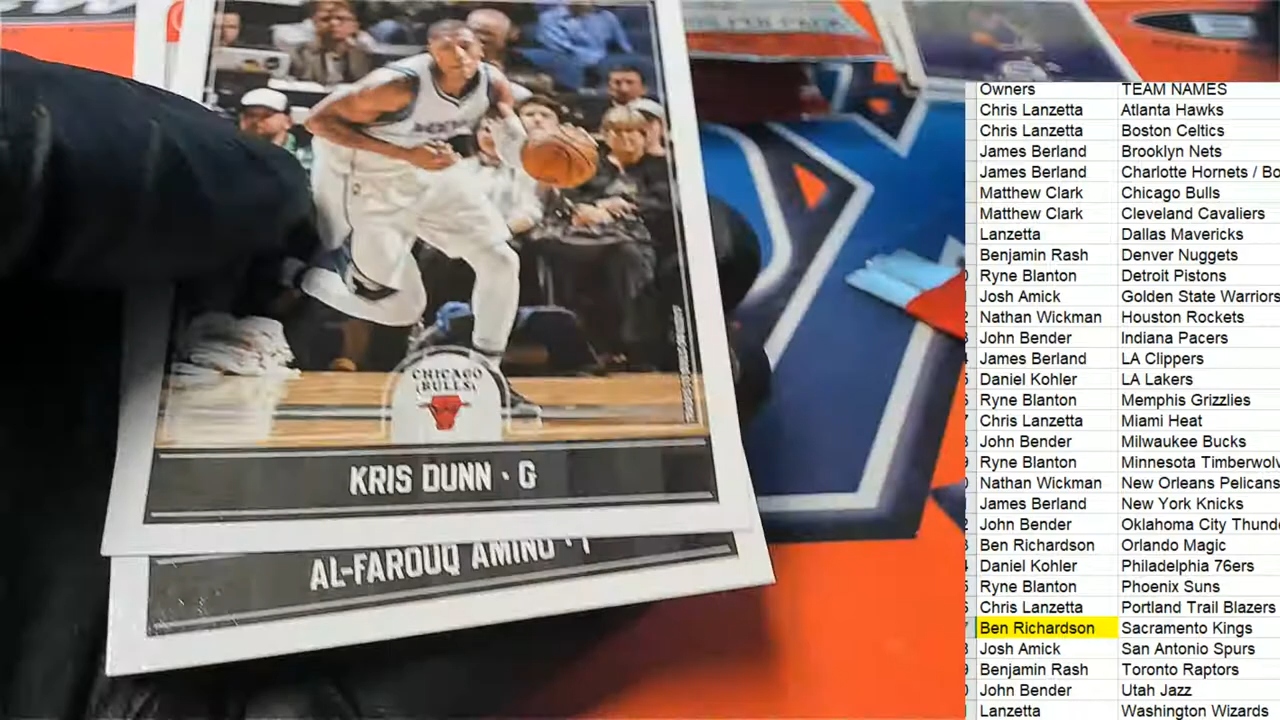 CHICAGO
BULLS
KRIS DUNN · G
AL-FAROUQ AMINU ·
Owners TEAM NAMES
Chris Lanzetta Atlanta Hawks
Chris Lanzetta Boston Celtics
James Berland Brooklyn Nets
James Berland Charlotte Hornets / Bo
Matthew Clark Chicago Bulls
Matthew Clark Cleveland Cavaliers
Lanzetta Dallas Mavericks
Benjamin Rash Denver Nuggets
Ryne Blanton Detroit Pistons
Josh Amick Golden State Warriors
Nathan Wickman Houston Rockets
John Bender Indiana Pacers
James Berland LA Clippers
Daniel Kohler LA Lakers
Ryne Blanton Memphis Grizzlies
Chris Lanzetta Miami Heat
John Bender Milwaukee Bucks
Ryne Blanton Minnesota Timberwolv
Nathan Wickman New Orleans Pelicans
James Berland New York Knicks
John Bender Oklahoma City Thunde
Ben Richardson Orlando Magic
Daniel Kohler Philadelphia 76ers
Ryne Blanton Phoenix Suns
Chris Lanzetta Portland Trail Blazers
Ben Richardson Sacramento Kings
Josh Amick San Antonio Spurs
Benjamin Rash Toronto Raptors
John Bender Utah Jazz
Lanzetta Washington Wizards